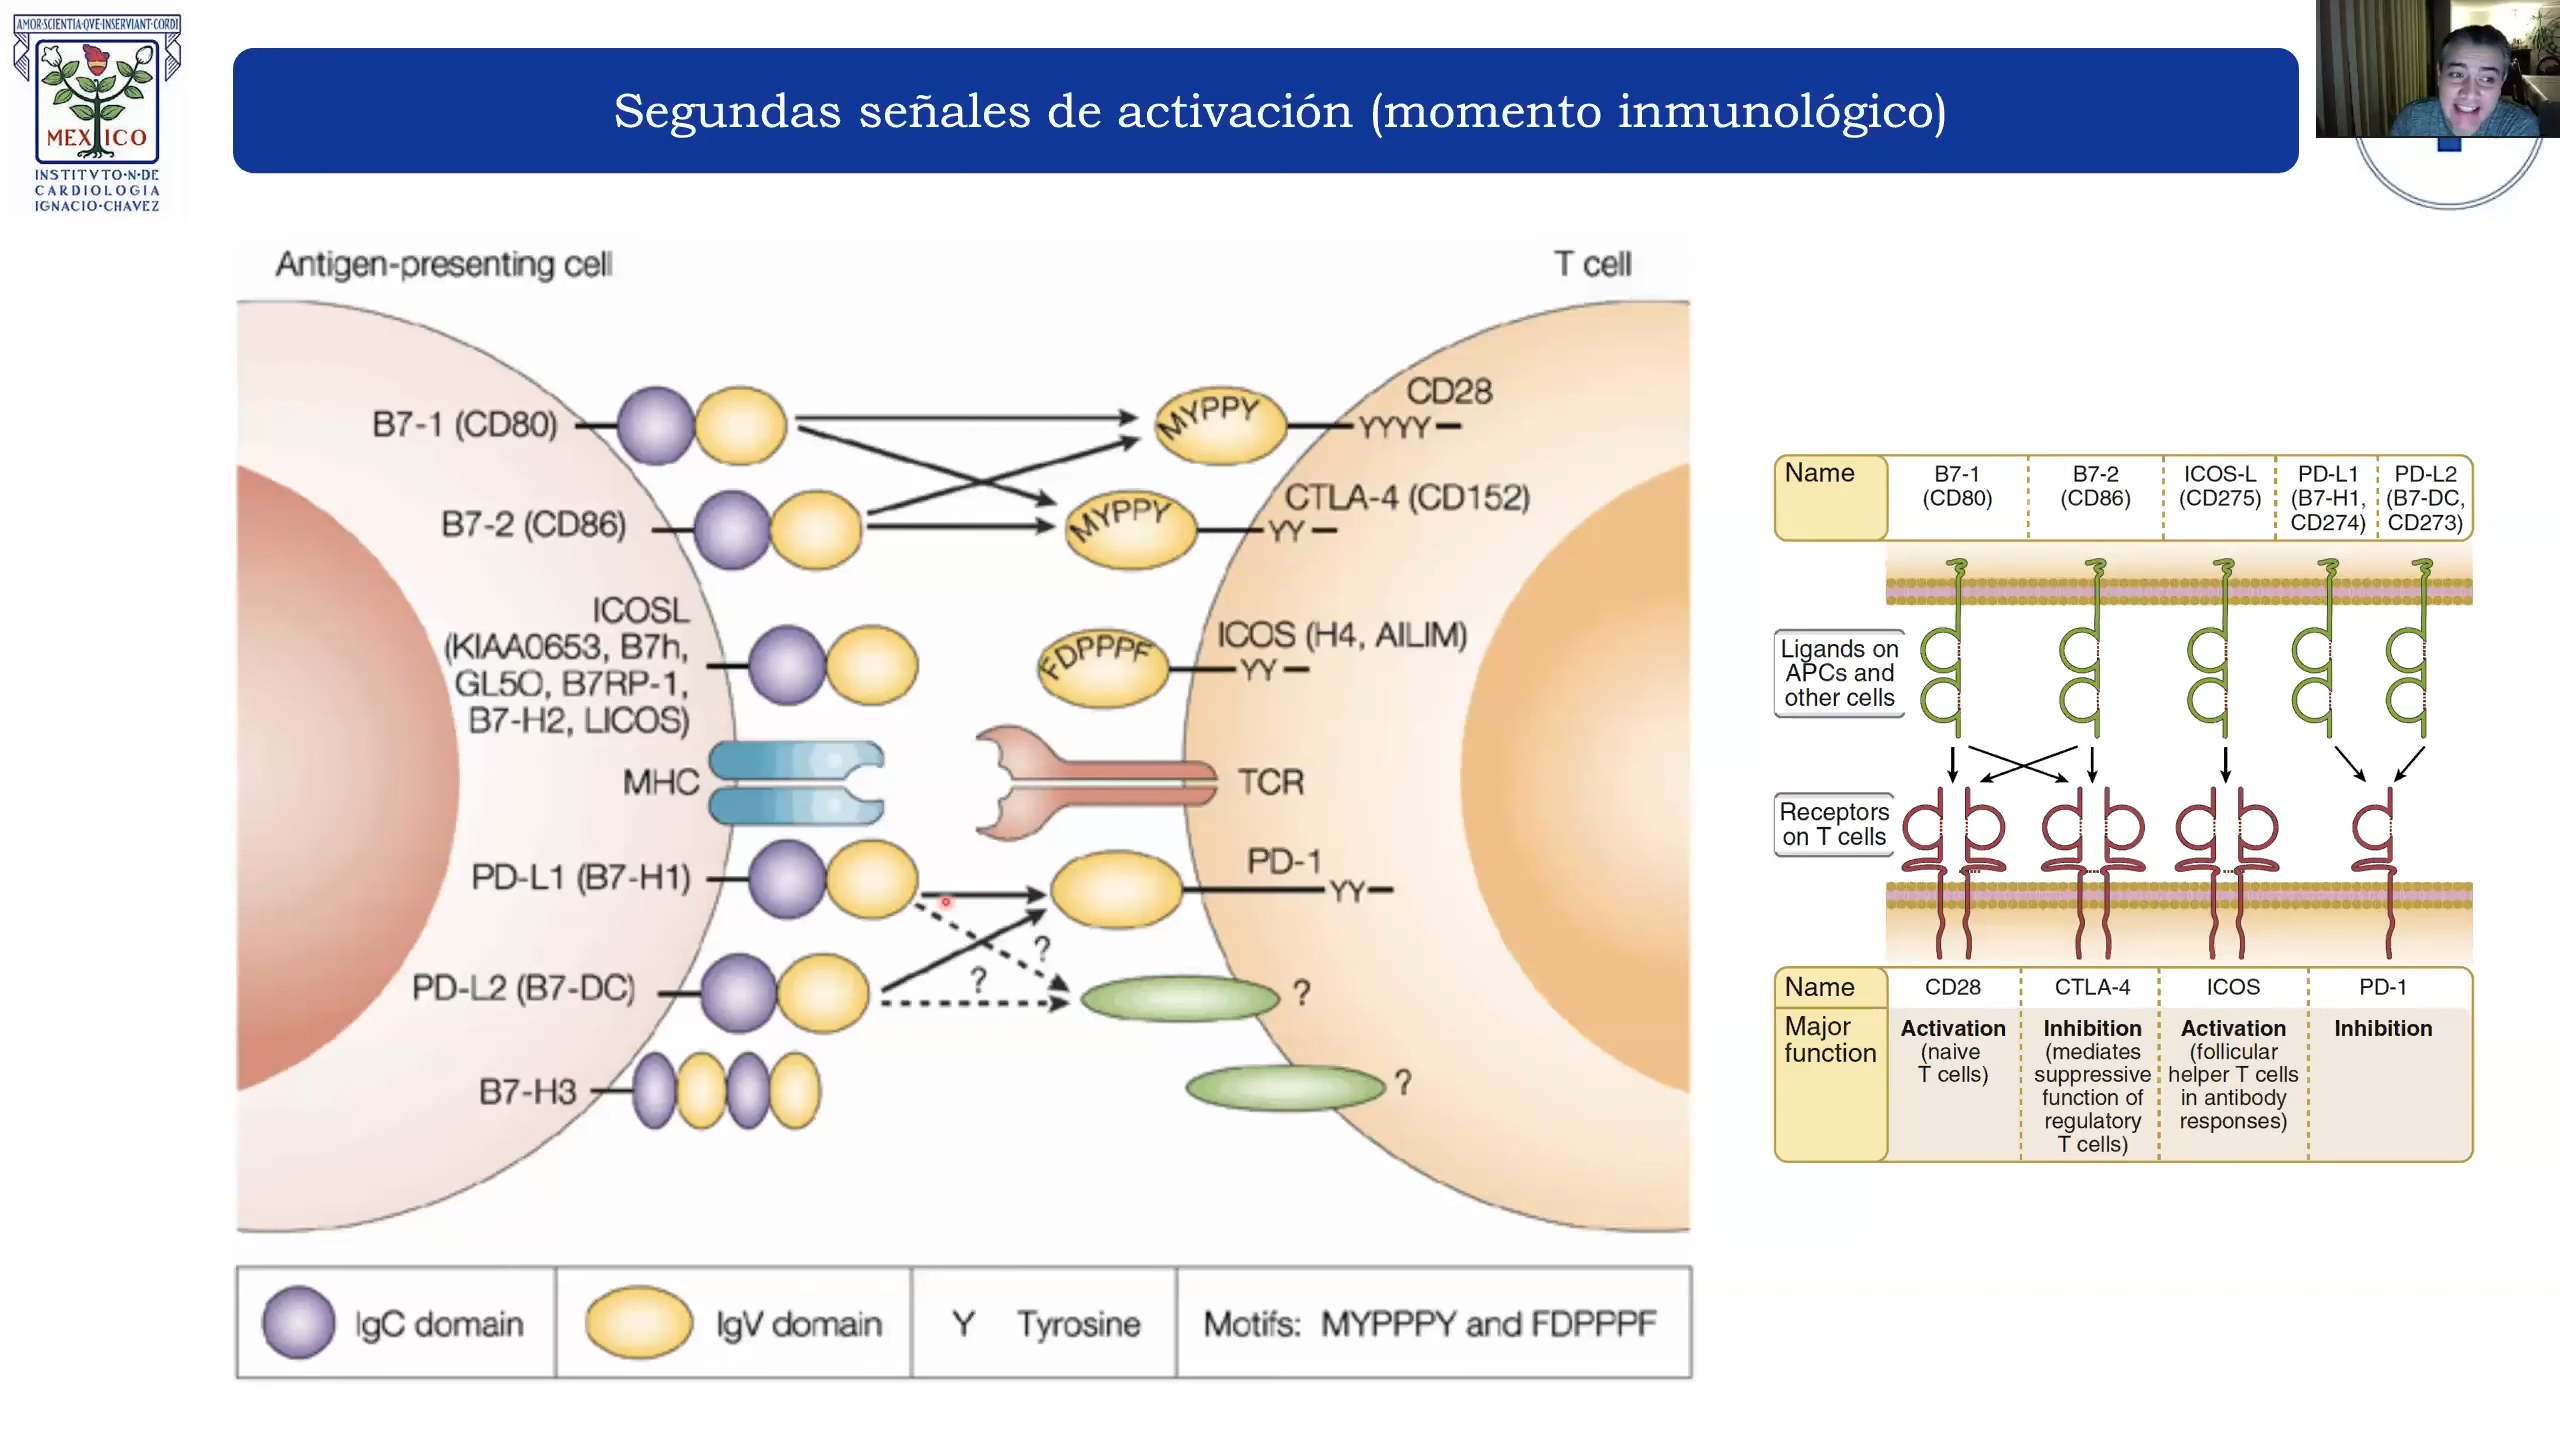 AMOR·SCIENTIA·QVE·INSERVIANT·CORDI
MEXICO
INSTITVTO·N·DE
CARDIOLOGIA
IGNACIO·CHAVEZ
Segundas señales de activación (momento inmunológico)
Antigen-presenting cell
T cell
B7-1 (CD80)
MYPPY
CD28
YYYY
B7-2 (CD86)
MYPPY
CTLA-4 (CD152)
YY
ICOSL
(KIAA0653, B7h,
GL50, B7RP-1,
B7-H2, LICOS)
FDPPPF
ICOS (H4, AILIM)
YY
MHC
TCR
PD-L1 (B7-H1)
PD-1
YY
?
?
PD-L2 (B7-DC)
?
B7-H3
?
IgC domain
IgV domain
Y Tyrosine
Motifs: MYPPPY and FDPPPF
Name
B7-1
(CD80)
B7-2
(CD86)
ICOS-L
(CD275)
PD-L1
(B7-H1,
CD274)
PD-L2
(B7-DC,
CD273)
Ligands on
APCs and
other cells
Receptors
on T cells
Name
CD28
CTLA-4
ICOS
PD-1
Major
function
Activation
(naive
T cells)
Inhibition
(mediates
suppressive
function of
regulatory
T cells)
Activation
(follicular
helper T cells
in antibody
responses)
Inhibition